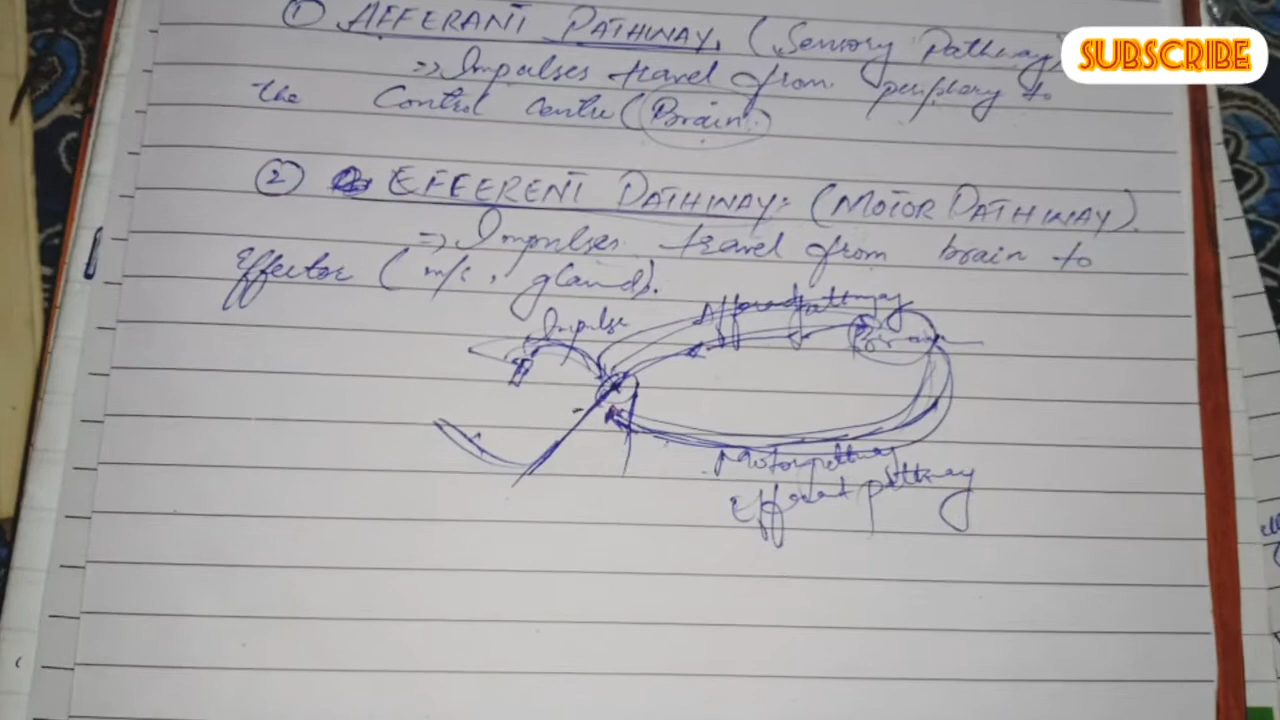 ① AFFERANT PATHWAY. (Sensory Pathway)
SUBSCRIBE
=> Impulses travel from periphery to
the Control centre (Brain.)
② EFFERENT PATHWAY: (MOTOR PATHWAY).
=> Impulses travel from brain to
Effector (m/s, gland).
Impulse
Afferent pathway
Brain
Motor pathway
Efferent pathway